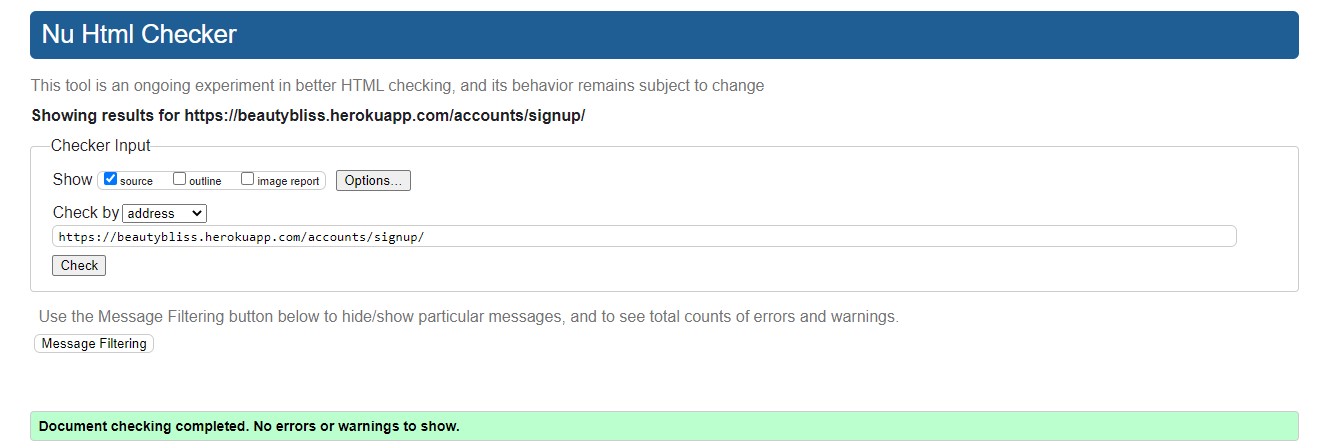 Nu Html Checker
This tool is an ongoing experiment in better HTML checking, and its behavior remains subject to change
Showing results for https://beautybliss.herokuapp.com/accounts/signup/
Checker Input
Show source outline image report Options...
Check by address
https://beautybliss.herokuapp.com/accounts/signup/
Check
Use the Message Filtering button below to hide/show particular messages, and to see total counts of errors and warnings.
Message Filtering
Document checking completed. No errors or warnings to show.